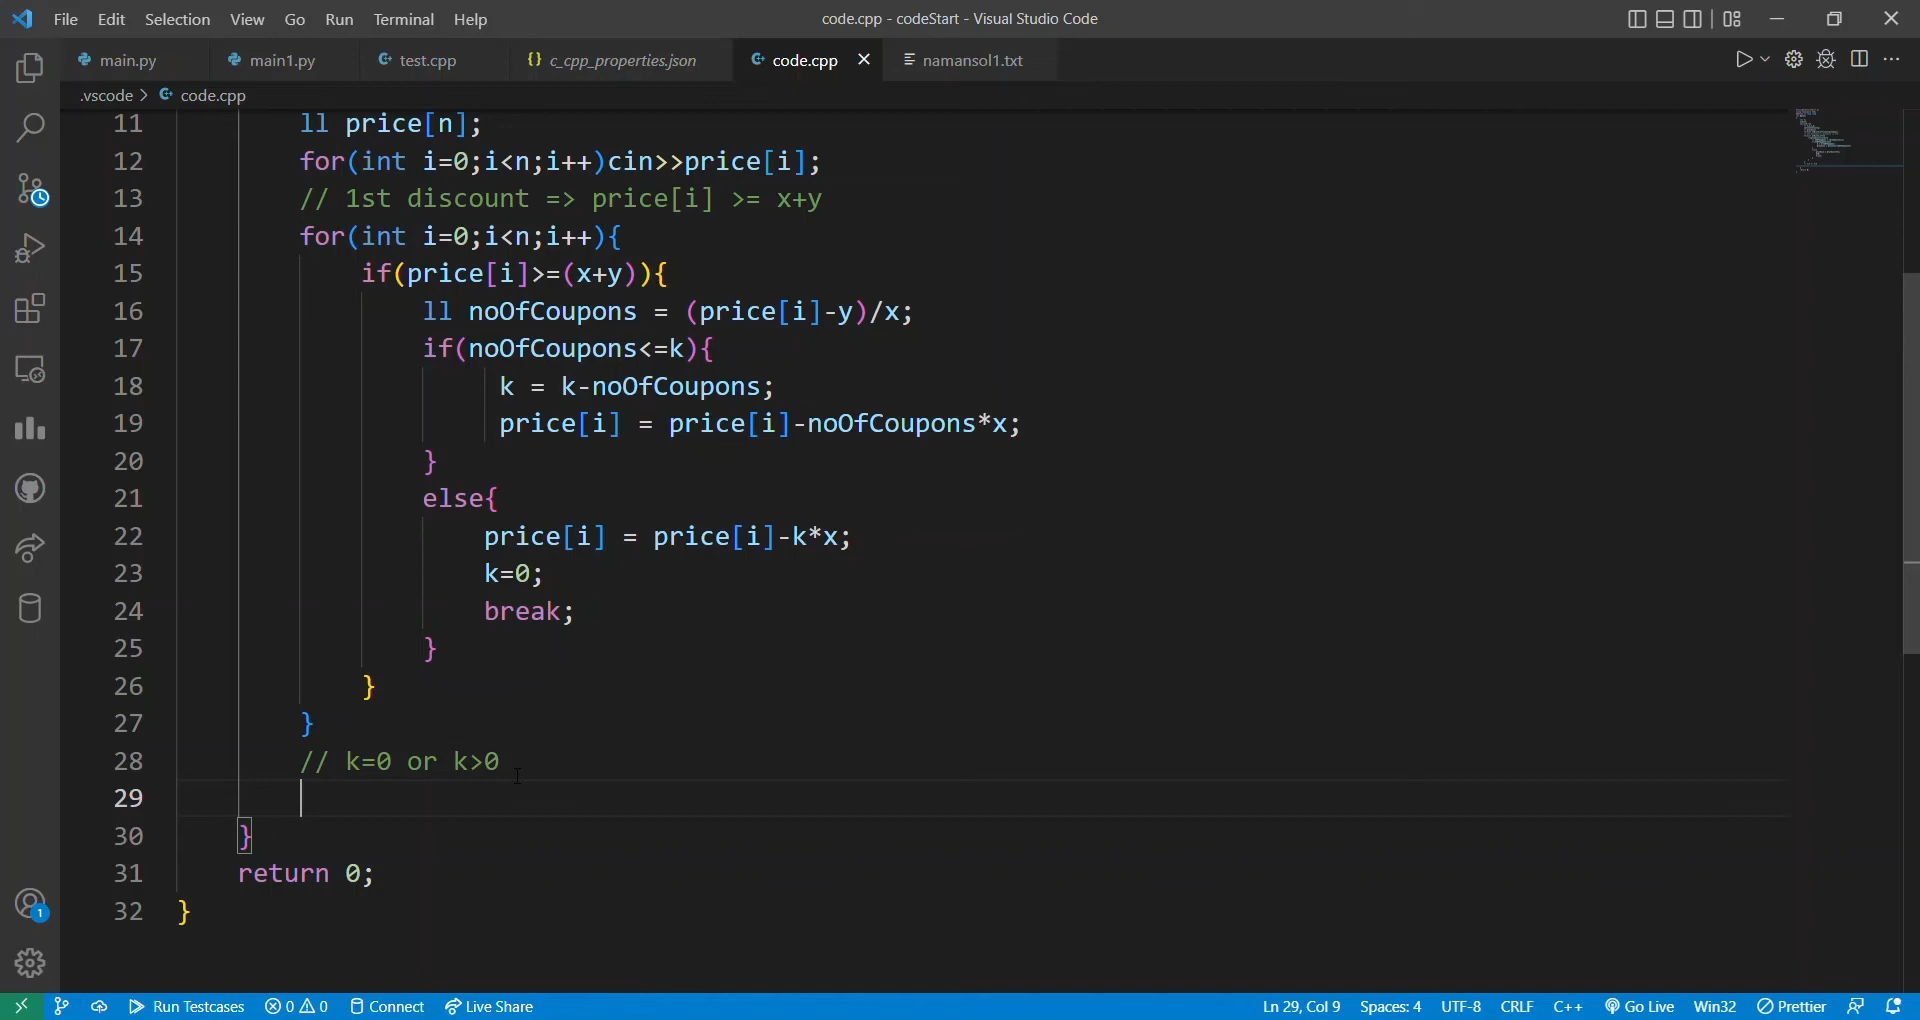 File Edit Selection View Go Run Terminal Help code.cpp - codeStart - Visual Studio Code
main.py main1.py test.cpp {} c_cpp_properties.json code.cpp namansol1.txt
.vscode > code.cpp
11 ll price[n];
12 for(int i=0;i<n;i++)cin>>price[i];
13 // 1st discount => price[i] >= x+y
14 for(int i=0;i<n;i++){
15 if(price[i]>=(x+y)){
16 ll noOfCoupons = (price[i]-y)/x;
17 if(noOfCoupons<=k){
18 k = k-noOfCoupons;
19 price[i] = price[i]-noOfCoupons*x;
20 }
21 else{
22 price[i] = price[i]-k*x;
23 k=0;
24 break;
25 }
26 }
27 }
28 // k=0 or k>0
29
30 }
31 return 0;
32 }
1
Run Testcases 0 0 Connect Live Share Ln 29, Col 9 Spaces: 4 UTF-8 CRLF C++ Go Live Win32 Prettier